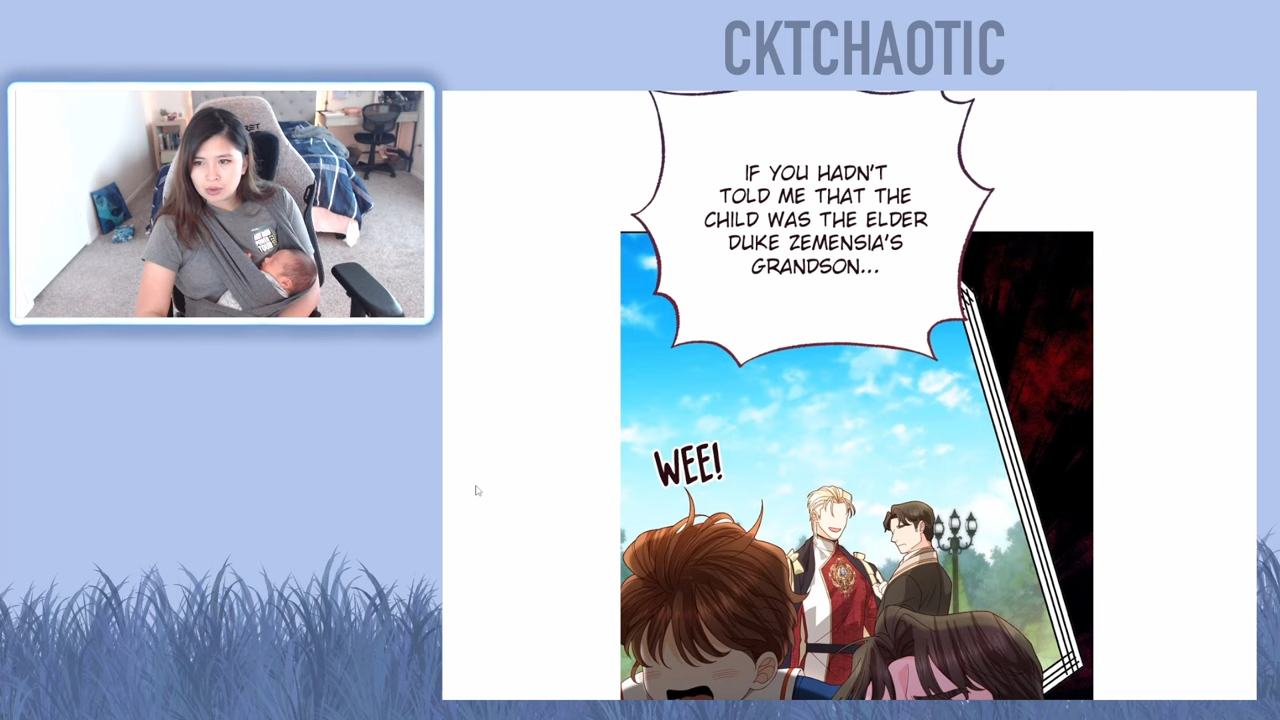 CKTCHAOTIC
IF YOU HADN'T
TOLD ME THAT THE
CHILD WAS THE ELDER
DUKE ZEMENSIA'S
GRANDSON...
WEE!